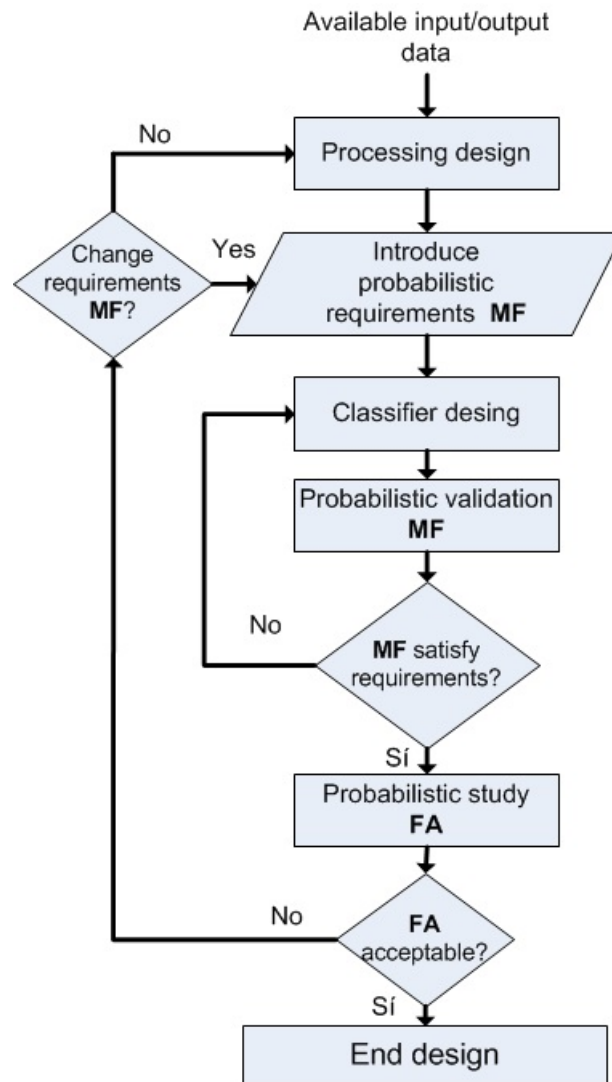 Available input/output
data
No
Processing design
Change
requirements
MF?
Yes
Introduce
probabilistic
requirements MF
Classifier desing
Probabilistic validation
MF
No
MF satisfy
requirements?
Sí
Probabilistic study
FA
No
FA
acceptable?
Sí
End design